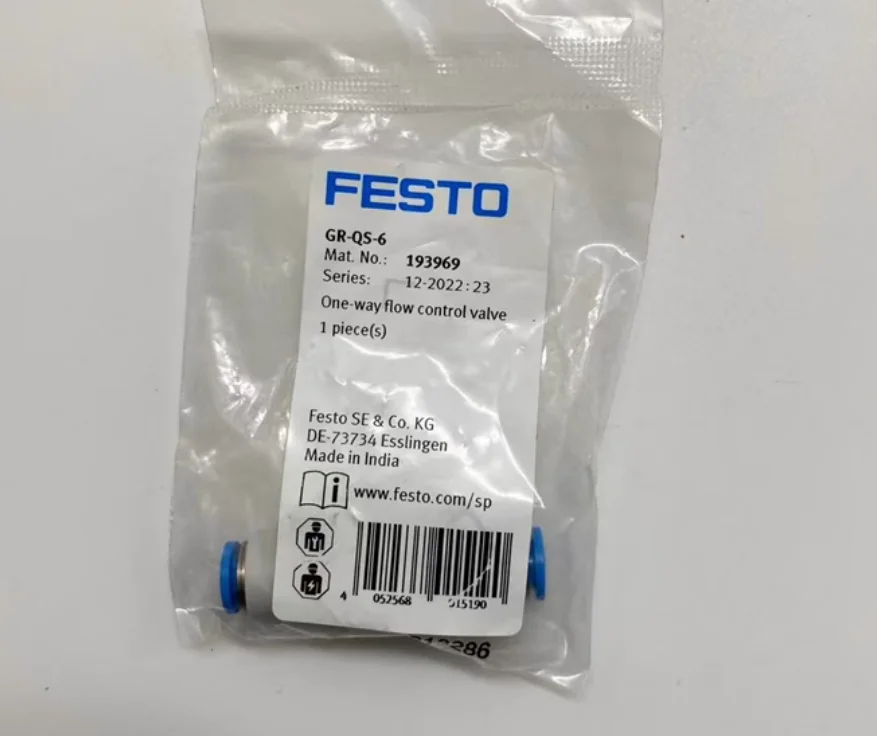 FESTO
GR-QS-6
Mat. No.: 193969
Series: 12-2022:23
One-way flow control valve
1 piece(s)
Festo SE & Co. KG
DE-73734 Esslingen
Made in India
i www.festo.com/sp
4 052568 515190